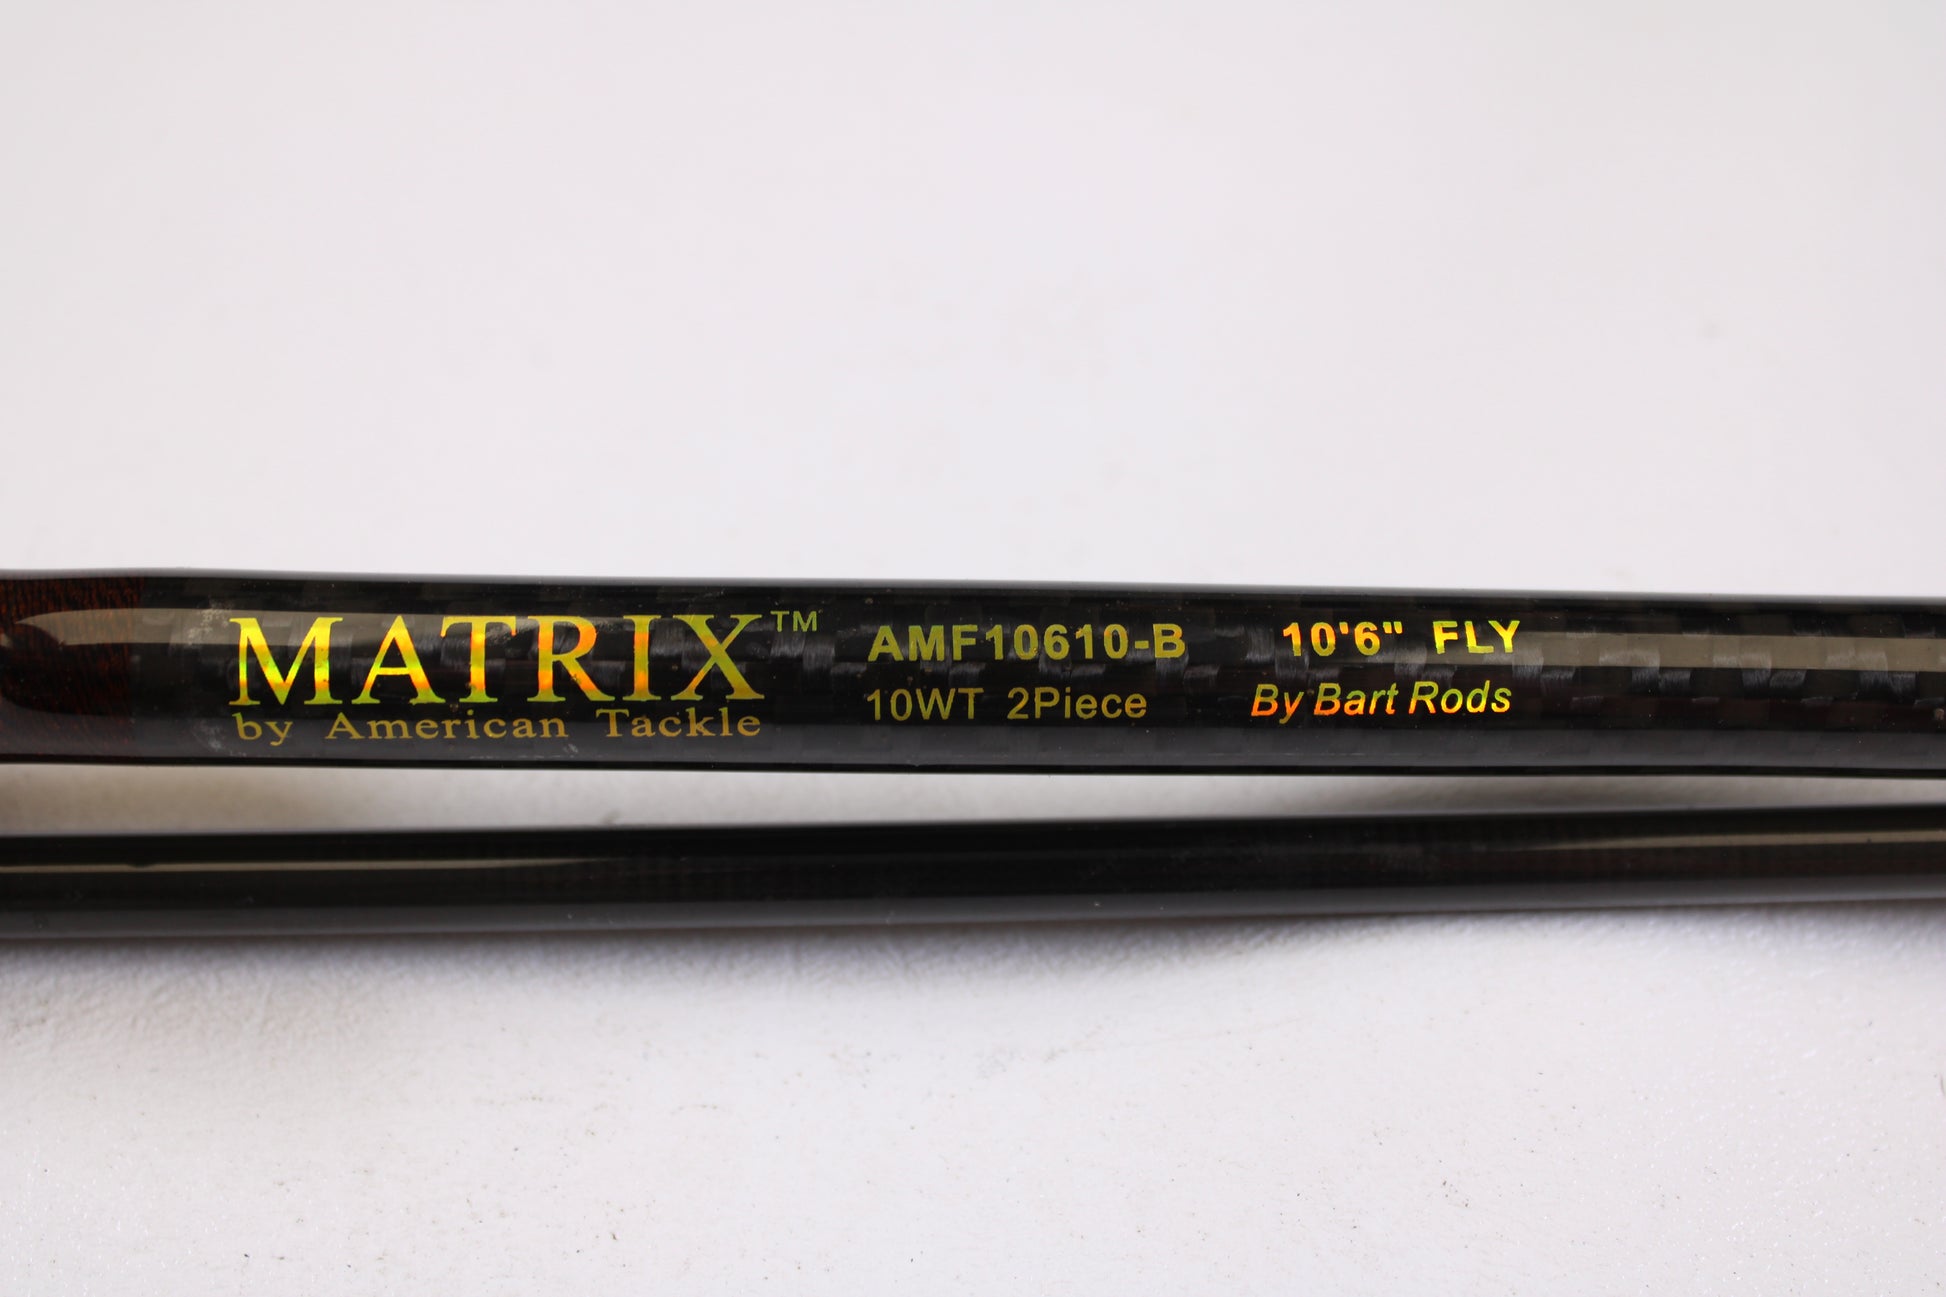 MATRIX™ AMF10610-B 10'6" FLY
by American Tackle 10WT 2Piece By Bart Rods